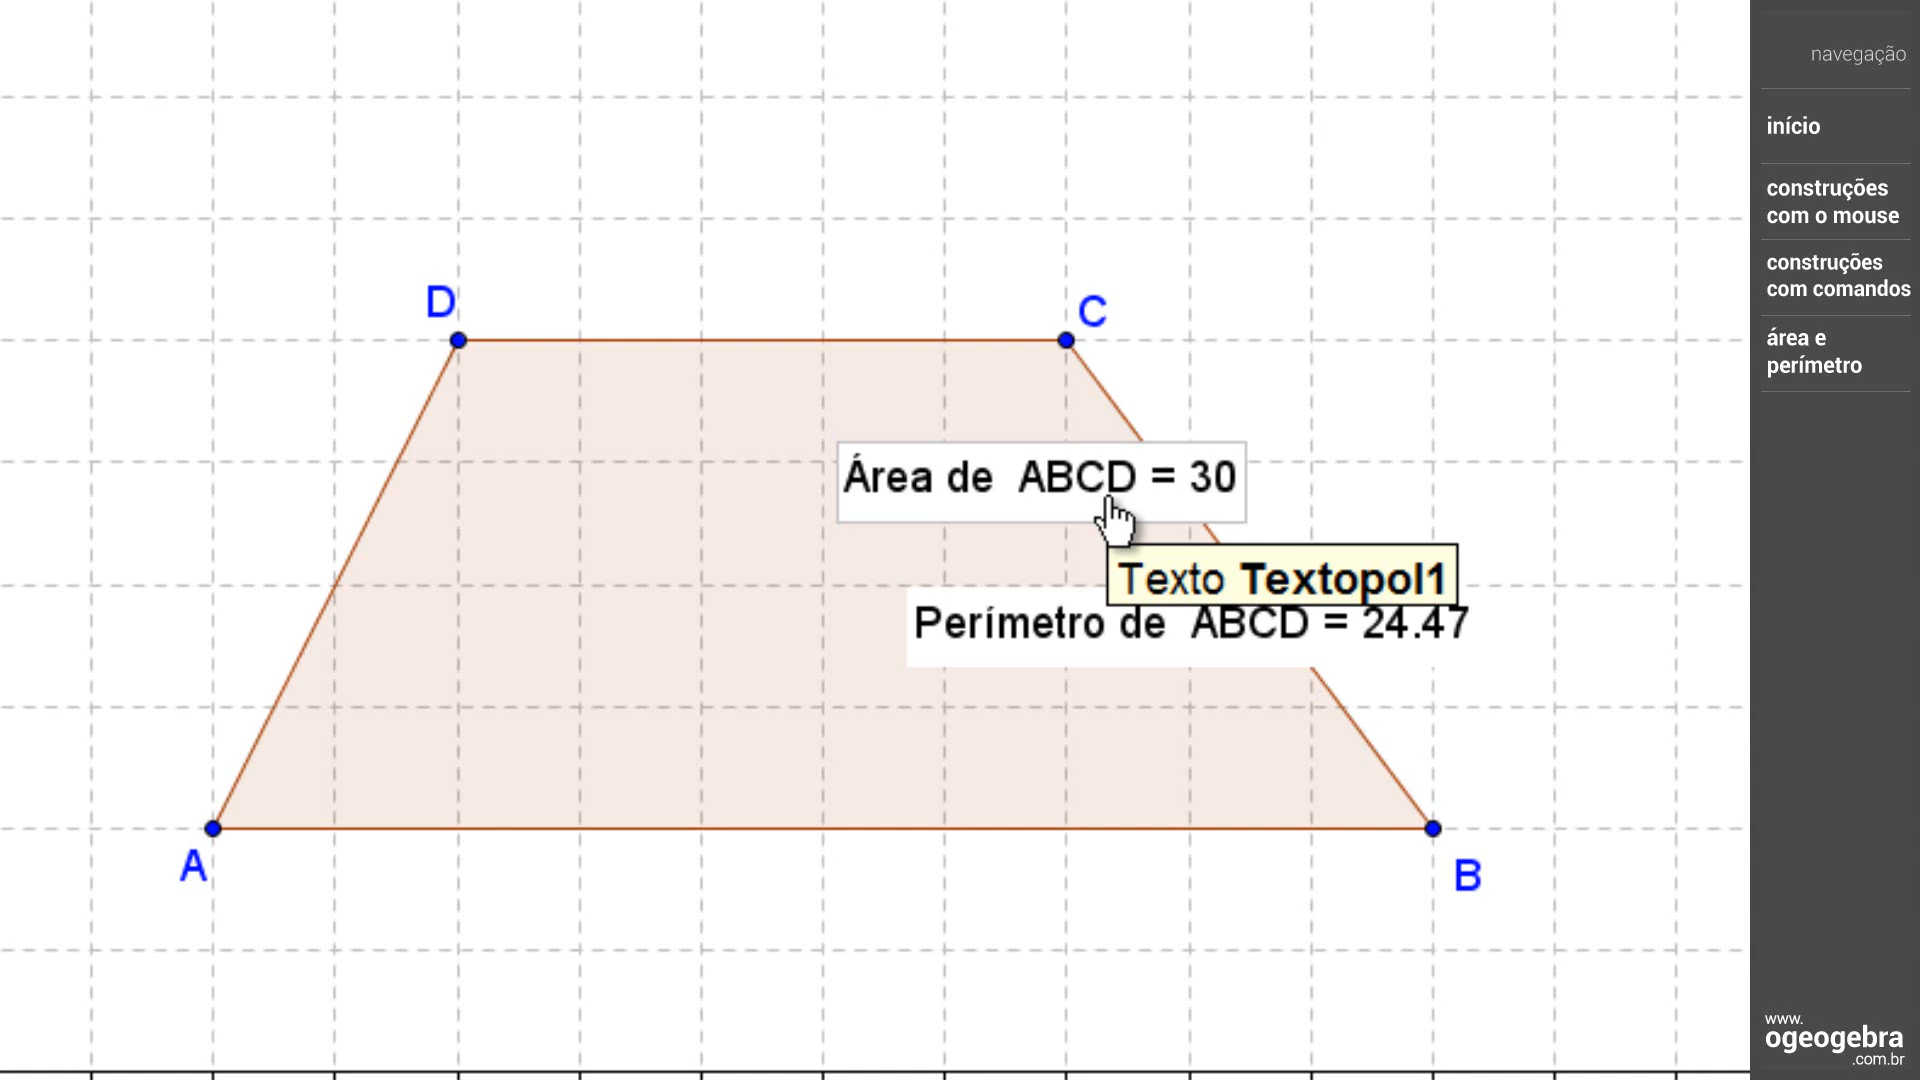 navegação
início
construções
com o mouse
construções
com comandos
área e
perímetro
D
C
Área de ABCD = 30
Texto Textopol1
Perímetro de ABCD = 24.47
A
B
www.
ogeogebra
.com.br